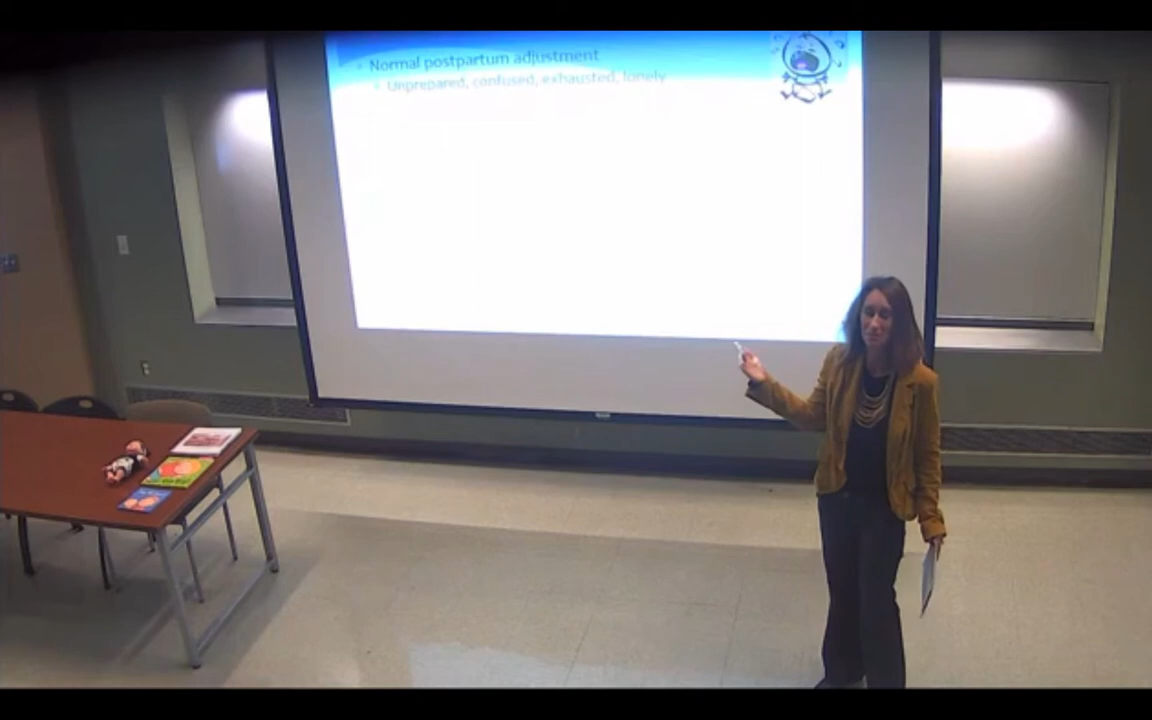 Normal postpartum adjustment
Unprepared, confused, exhausted, lonely